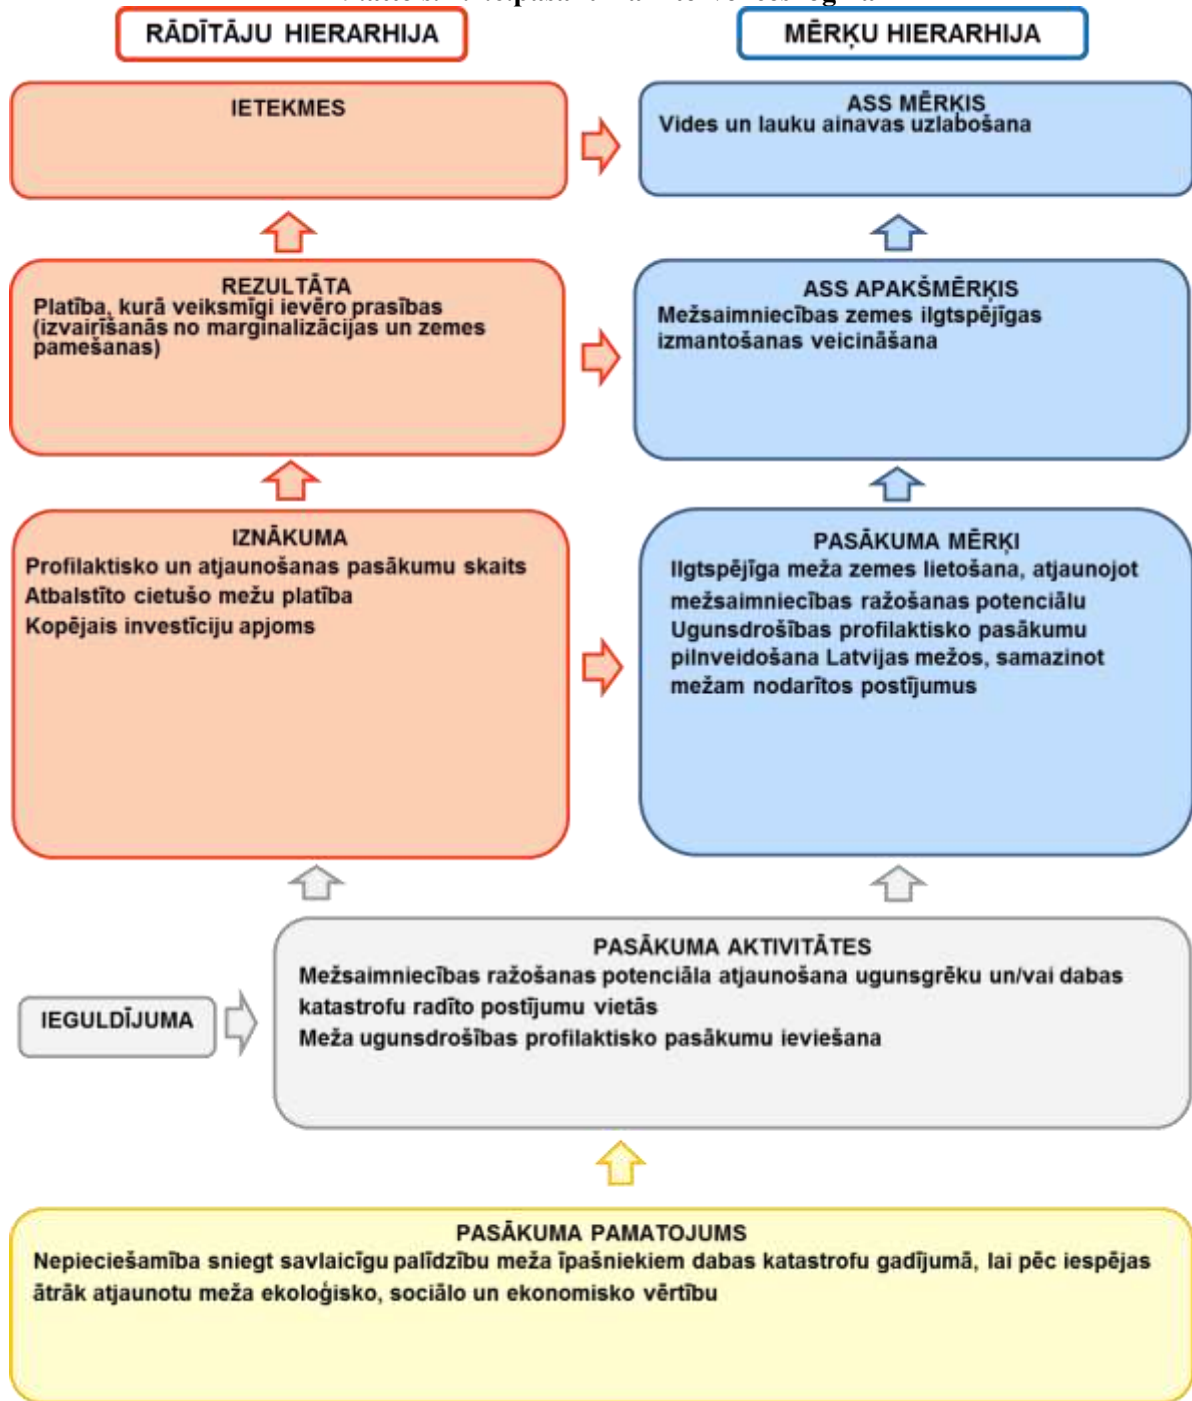 RĀDĪTĀJU HIERARHIJA
MĒRĶU HIERARHIJA
IETEKMES
ASS MĒRĶIS
Vides un lauku ainavas uzlabošana
REZULTĀTA
Platība, kurā veiksmīgi ievēro prasības
(izvairīšanās no marginalizācijas un zemes
pamešanas)
ASS APAKŠMĒRĶIS
Mežsaimniecības zemes ilgtspējīgas
izmantošanas veicināšana
IZNĀKUMA
Profilaktisko un atjaunošanas pasākumu skaits
Atbalstīto cietušo mežu platība
Kopējais investīciju apjoms
PASĀKUMA MĒRĶI
Ilgtspējīga meža zemes lietošana, atjaunojot
mežsaimniecības ražošanas potenciālu
Ugunsdrošības profilaktisko pasākumu
pilnveidošana Latvijas mežos, samazinot
mežam nodarītos postījumus
IEGULDĪJUMA
PASĀKUMA AKTIVITĀTES
Mežsaimniecības ražošanas potenciāla atjaunošana ugunsgrēku un/vai dabas
katastrofu radīto postījumu vietās
Meža ugunsdrošības profilaktisko pasākumu ieviešana
PASĀKUMA PAMATOJUMS
Nepieciešamība sniegt savlaicīgu palīdzību meža īpašniekiem dabas katastrofu gadījumā, lai pēc iespējas
ātrāk atjaunotu meža ekoloģisko, sociālo un ekonomisko vērtību